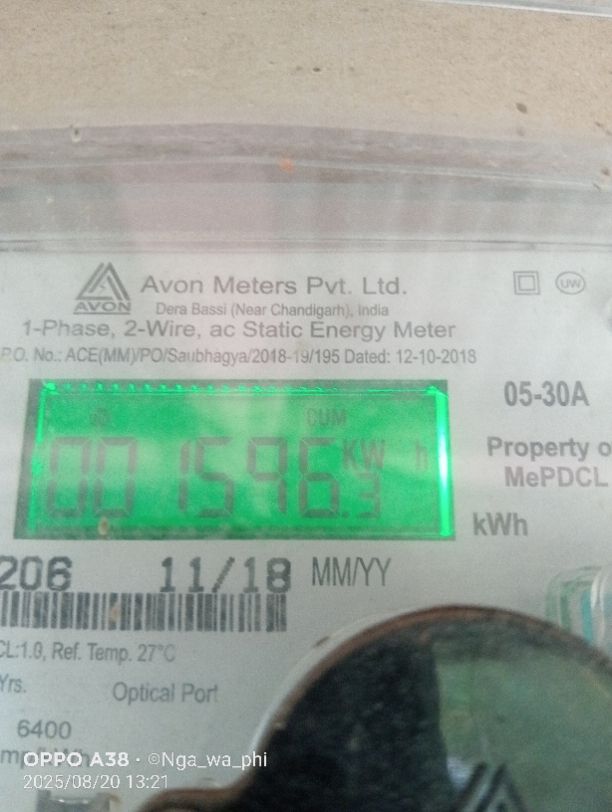 Avon Meters Pvt. Ltd.
AVON
Dera Bassi (Near Chandigarh), India
UW
1-Phase, 2-Wire, ac Static Energy Meter
P.O. No.: ACE(MM)/PO/Saubhagya/2018-19/195 Dated: 12-10-2018
05-30A
CUM
001596.3 KW h
Property o
MePDCL
kWh
206 11/18 MM/YY
CL:1.0, Ref. Temp. 27°C
Yrs. Optical Port
6400
OPPO A38 · ©Nga_wa_phi
2025/08/20 13:21